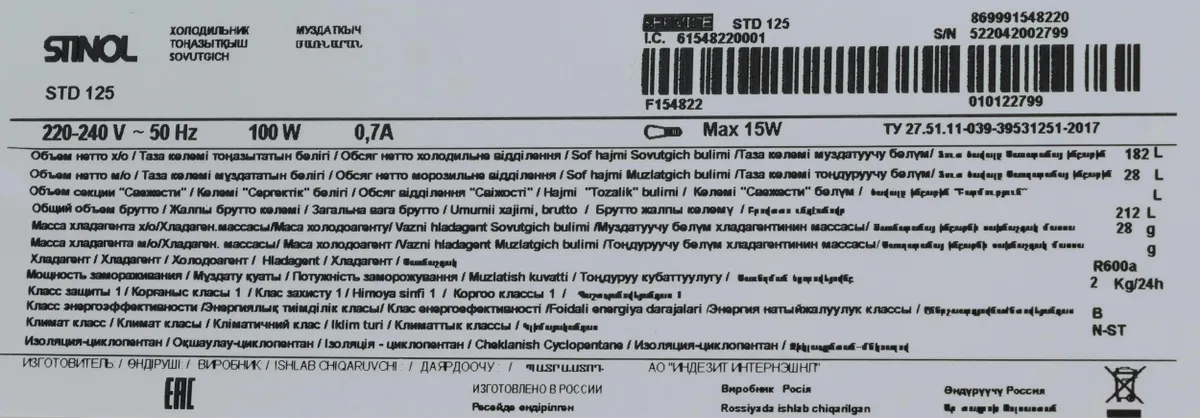 STINOL
STD 125
ХОЛОДИЛЬНИК
ТОҢАЗЫТҚЫШ
SOVUTGICH
МУЗДАТКЫЧ
ՍԱՌՆԱՐԱՆ
SERVICE STD 125
I.C. 61548220001
869991548220
S/N 522042002799
F154822
010122799
220-240 V ~ 50 Hz 100 W 0,7A Max 15W ТУ 27.51.11-039-39531251-2017
Объем нетто х/о / Таза көлемі тоңазытатын бөлігі / Обсяг нетто холодильне відділення / Sof hajmi Sovutgich bulimi /Таза көлемі муздатуучу бөлүм/ 182 L
Объем нетто м/о / Таза көлемі мұздататын бөлігі / Обсяг нетто морозильне відділення / Sof hajmi Muzlatgich bulimi /Таза көлемі тоңдуруучу бөлүм/ 28 L
Объем секции "Свежести" / Көлемі "Сергектік" бөлігі / Обсяг відділення "Свіжості" / Hajmi "Tozalik" bulimi / Көлемі "Свежести" бөлүм / L
Общий объем брутто / Жалпы брутто көлемі / Загальна вага брутто / Umumii xajimi, brutto / Брутто жалпы көлемү / 212 L
Масса хладагента х/о/Хладаген. массасы/Маса холодоагенту/ Vazni hladagent Sovutgich bulimi /Муздатуучу бөлүм хладагентинин массасы/ 28 g
Масса хладагента м/о/Хладаген. массасы/ Маса холодоагент /Vazni hladagent Muzlatgich bulimi /Тоңдуруучу бөлүм хладагентинин массасы/ g
Хладагент / Хладагент / Холодоагент / Hladagent / Хладагент / R600a
Мощность замораживания / Мұздату қуаты / Потужність заморожування / Muzlatish kuvatti / Тоңдуруу кубаттуулугу / 2 Kg/24h
Класс защиты 1 / Корганыс класы 1 / Клас захисту 1 / Himoya sinfi 1 / Коргоо классы 1 / 1
Класс энергоэффективности /Энергиялық тиімділік класы/ Клас енергоефективності /Foidali energiya darajalari /Энергия натыйжалуулук классы / B
Климат класс / Климат класы / Кліматичний клас / Iklim turi / Климаттык классы / N-ST
Изоляция-циклопентан / Оқшаулау-циклопентан / Ізоляція - циклопентан / Cheklanish Cyclopentane / Изоляция-циклопентан /
ИЗГОТОВИТЕЛЬ / ӨНДІРУШІ / ВИРОБНИК / ISHLAB CHIQARUVCHI : / ДАЯРДООЧУ : / АО "ИНДЕЗИТ ИНТЕРНЭШНЛ"
EAC
ИЗГОТОВЛЕНО В РОССИИ Виробник Росія Өндүрүүчү Россия
Ресейде өндірілген Rossiyada ishlab chiqarilgan